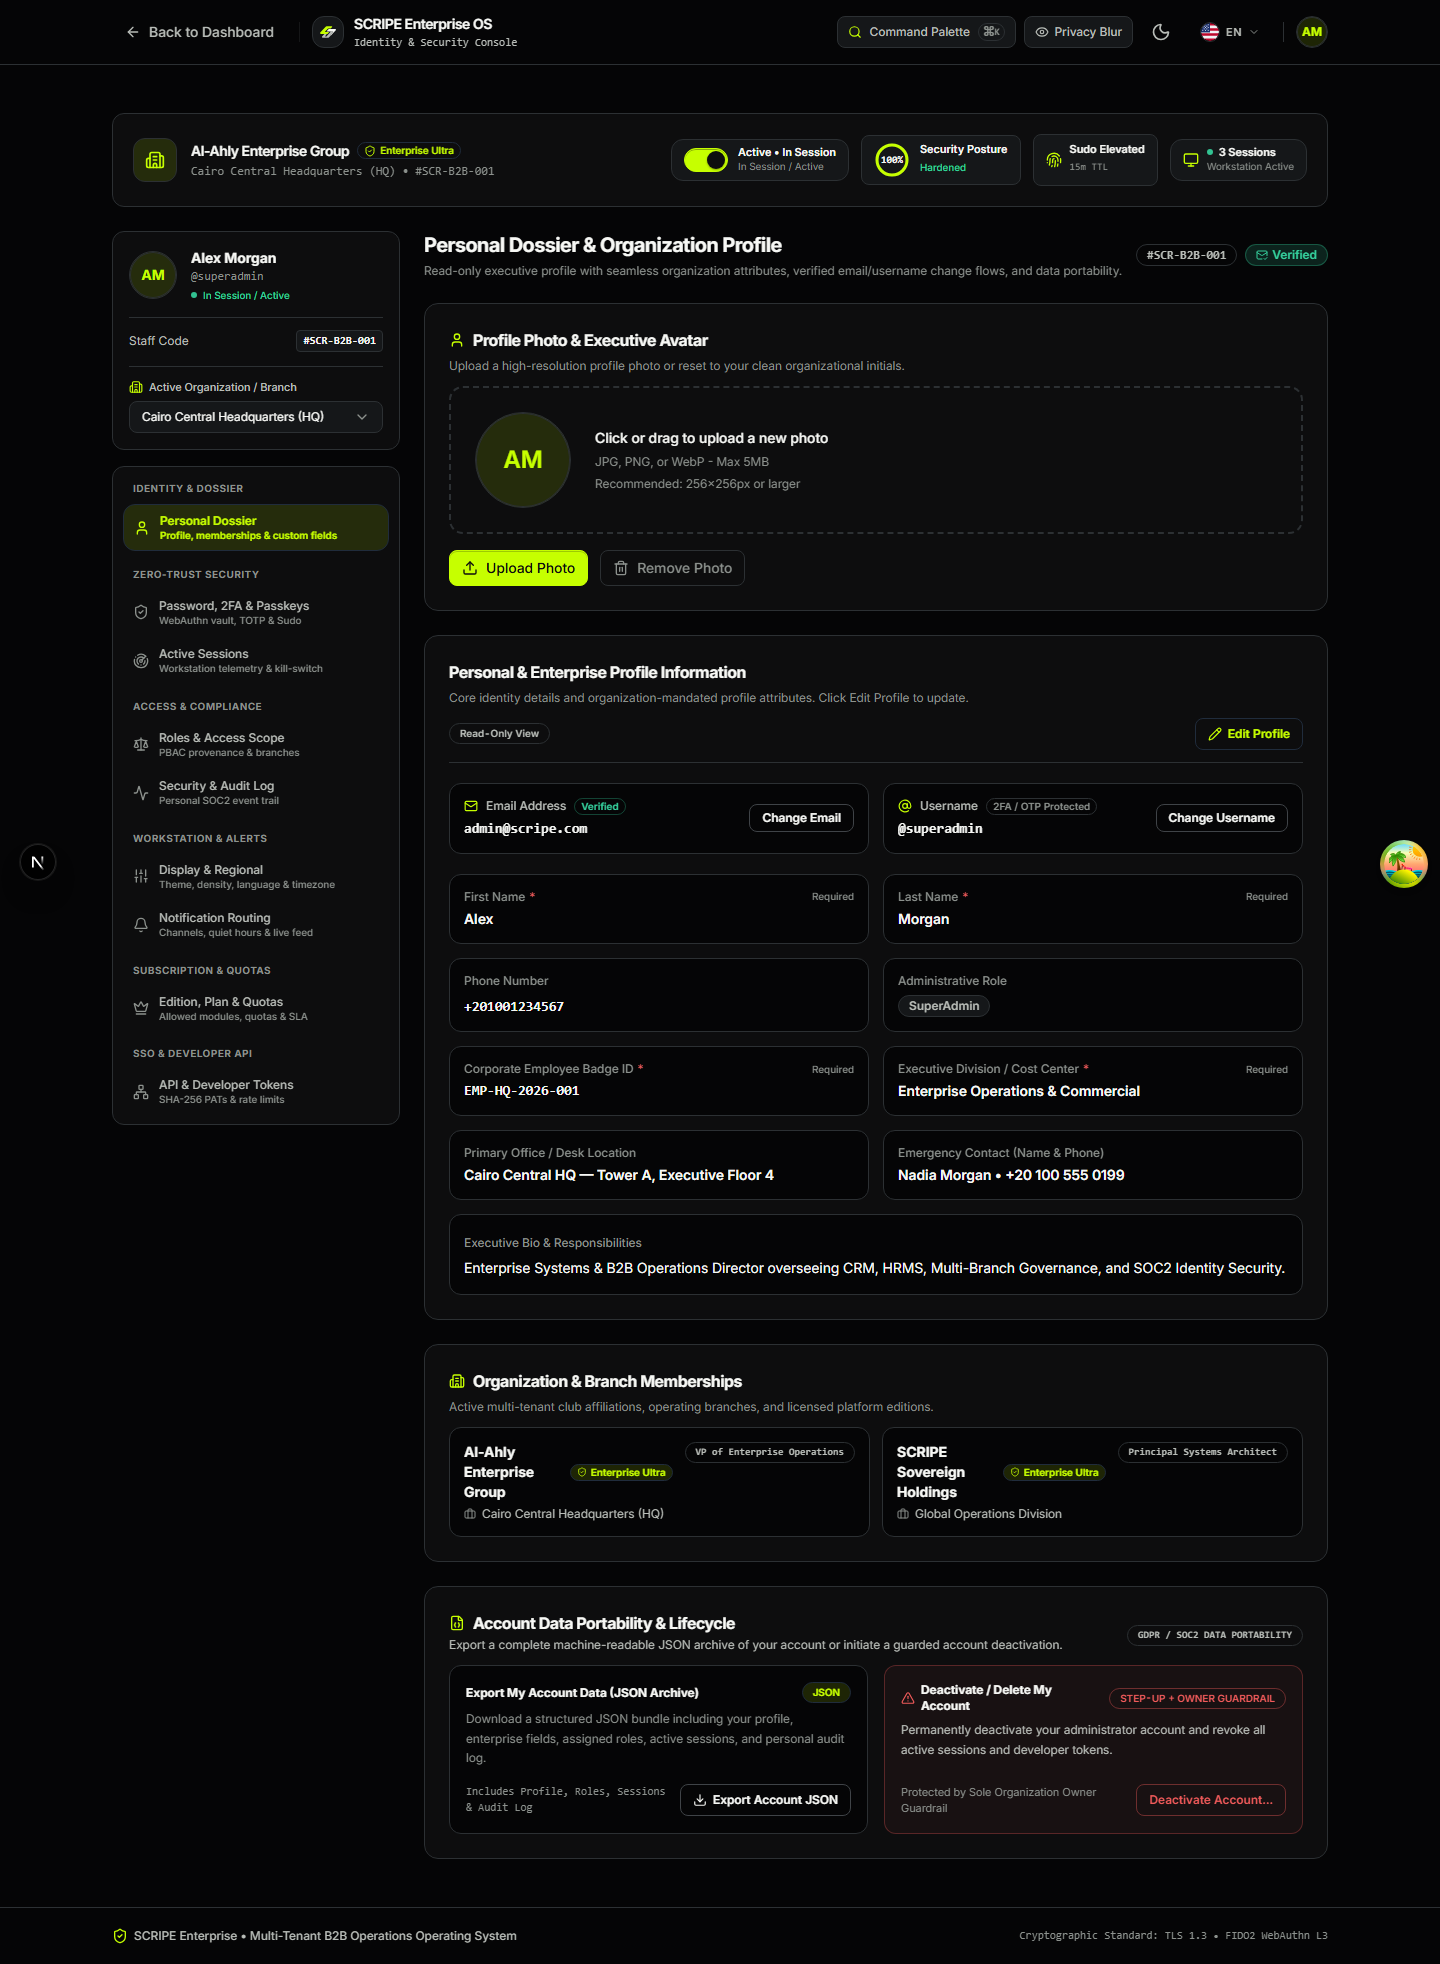 Back to Dashboard
SCRIPE Enterprise OS
Identity & Security Console
Command Palette ⌘K
Privacy Blur
EN
AM
Al-Ahly Enterprise Group
Enterprise Ultra
Cairo Central Headquarters (HQ) • #SCR-B2B-001
Active • In Session
In Session / Active
100%
Security Posture
Hardened
Sudo Elevated
15m TTL
3 Sessions
Workstation Active
AM
Alex Morgan
@superadmin
In Session / Active
Staff Code
#SCR-B2B-001
Active Organization / Branch
Cairo Central Headquarters (HQ)
IDENTITY & DOSSIER
Personal Dossier
Profile, memberships & custom fields
ZERO-TRUST SECURITY
Password, 2FA & Passkeys
WebAuthn vault, TOTP & Sudo
Active Sessions
Workstation telemetry & kill-switch
ACCESS & COMPLIANCE
Roles & Access Scope
PBAC provenance & branches
Security & Audit Log
Personal SOC2 event trail
WORKSTATION & ALERTS
Display & Regional
Theme, density, language & timezone
Notification Routing
Channels, quiet hours & live feed
SUBSCRIPTION & QUOTAS
Edition, Plan & Quotas
Allowed modules, quotas & SLA
SSO & DEVELOPER API
API & Developer Tokens
SHA-256 PATs & rate limits
Personal Dossier & Organization Profile
Read-only executive profile with seamless organization attributes, verified email/username change flows, and data portability.
#SCR-B2B-001
Verified
Profile Photo & Executive Avatar
Upload a high-resolution profile photo or reset to your clean organizational initials.
AM
Click or drag to upload a new photo
JPG, PNG, or WebP - Max 5MB
Recommended: 256×256px or larger
Upload Photo
Remove Photo
Personal & Enterprise Profile Information
Core identity details and organization-mandated profile attributes. Click Edit Profile to update.
Read-Only View
Edit Profile
Email Address
Verified
admin@scripe.com
Change Email
Username
2FA / OTP Protected
@superadmin
Change Username
First Name *
Required
Alex
Last Name *
Required
Morgan
Phone Number
+201001234567
Administrative Role
SuperAdmin
Corporate Employee Badge ID *
Required
EMP-HQ-2026-001
Executive Division / Cost Center *
Required
Enterprise Operations & Commercial
Primary Office / Desk Location
Cairo Central HQ — Tower A, Executive Floor 4
Emergency Contact (Name & Phone)
Nadia Morgan • +20 100 555 0199
Executive Bio & Responsibilities
Enterprise Systems & B2B Operations Director overseeing CRM, HRMS, Multi-Branch Governance, and SOC2 Identity Security.
Organization & Branch Memberships
Active multi-tenant club affiliations, operating branches, and licensed platform editions.
Al-Ahly
Enterprise
Group
Enterprise Ultra
VP of Enterprise Operations
Cairo Central Headquarters (HQ)
SCRIPE
Sovereign
Holdings
Enterprise Ultra
Principal Systems Architect
Global Operations Division
Account Data Portability & Lifecycle
Export a complete machine-readable JSON archive of your account or initiate a guarded account deactivation.
GDPR / SOC2 DATA PORTABILITY
Export My Account Data (JSON Archive)
JSON
Download a structured JSON bundle including your profile,
enterprise fields, assigned roles, active sessions, and personal audit
log.
Includes Profile, Roles, Sessions
& Audit Log
Export Account JSON
Deactivate / Delete My
Account
STEP-UP + OWNER GUARDRAIL
Permanently deactivate your administrator account and revoke all
active sessions and developer tokens.
Protected by Sole Organization Owner
Guardrail
Deactivate Account...
SCRIPE Enterprise • Multi-Tenant B2B Operations Operating System
Cryptographic Standard: TLS 1.3 • FIDO2 WebAuthn L3
N